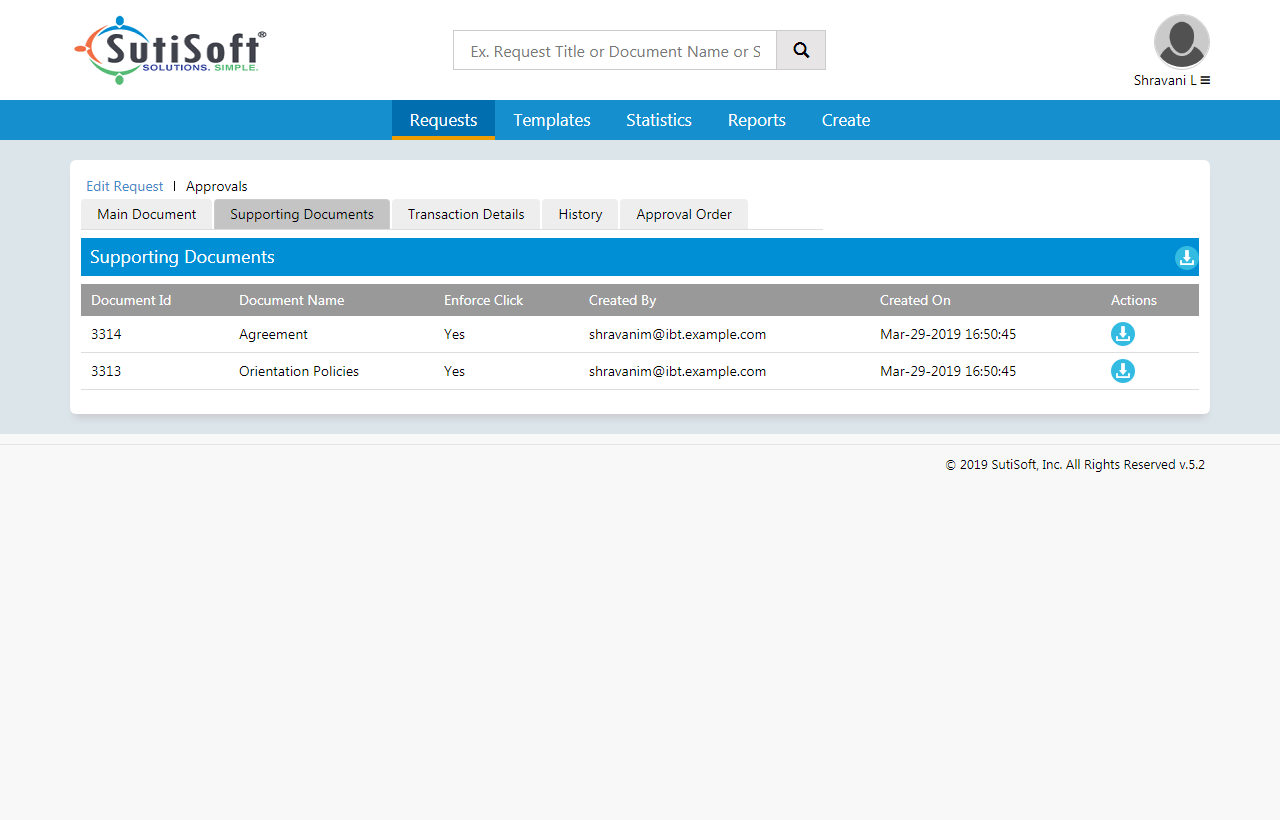 SutiSoft®
SOLUTIONS. SIMPLE.
Ex. Request Title or Document Name or S
Shravani L
Requests Templates Statistics Reports Create
Edit Request I Approvals
Main Document Supporting Documents Transaction Details History Approval Order
Supporting Documents
Document Id Document Name Enforce Click Created By Created On Actions
3314 Agreement Yes shravanim@ibt.example.com Mar-29-2019 16:50:45
3313 Orientation Policies Yes shravanim@ibt.example.com Mar-29-2019 16:50:45
© 2019 SutiSoft, Inc. All Rights Reserved v.5.2